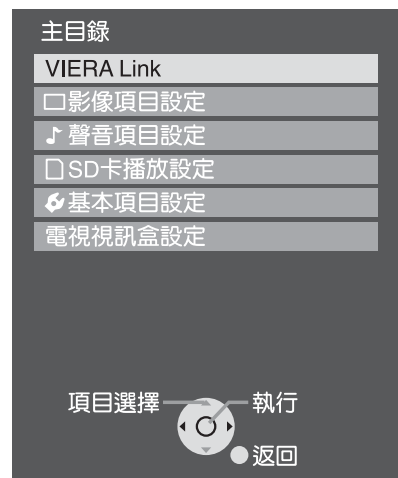 主目錄
VIERA Link
影像項目設定
聲音項目設定
SD卡播放設定
基本項目設定
電視視訊盒設定
項目選擇
執行
返回